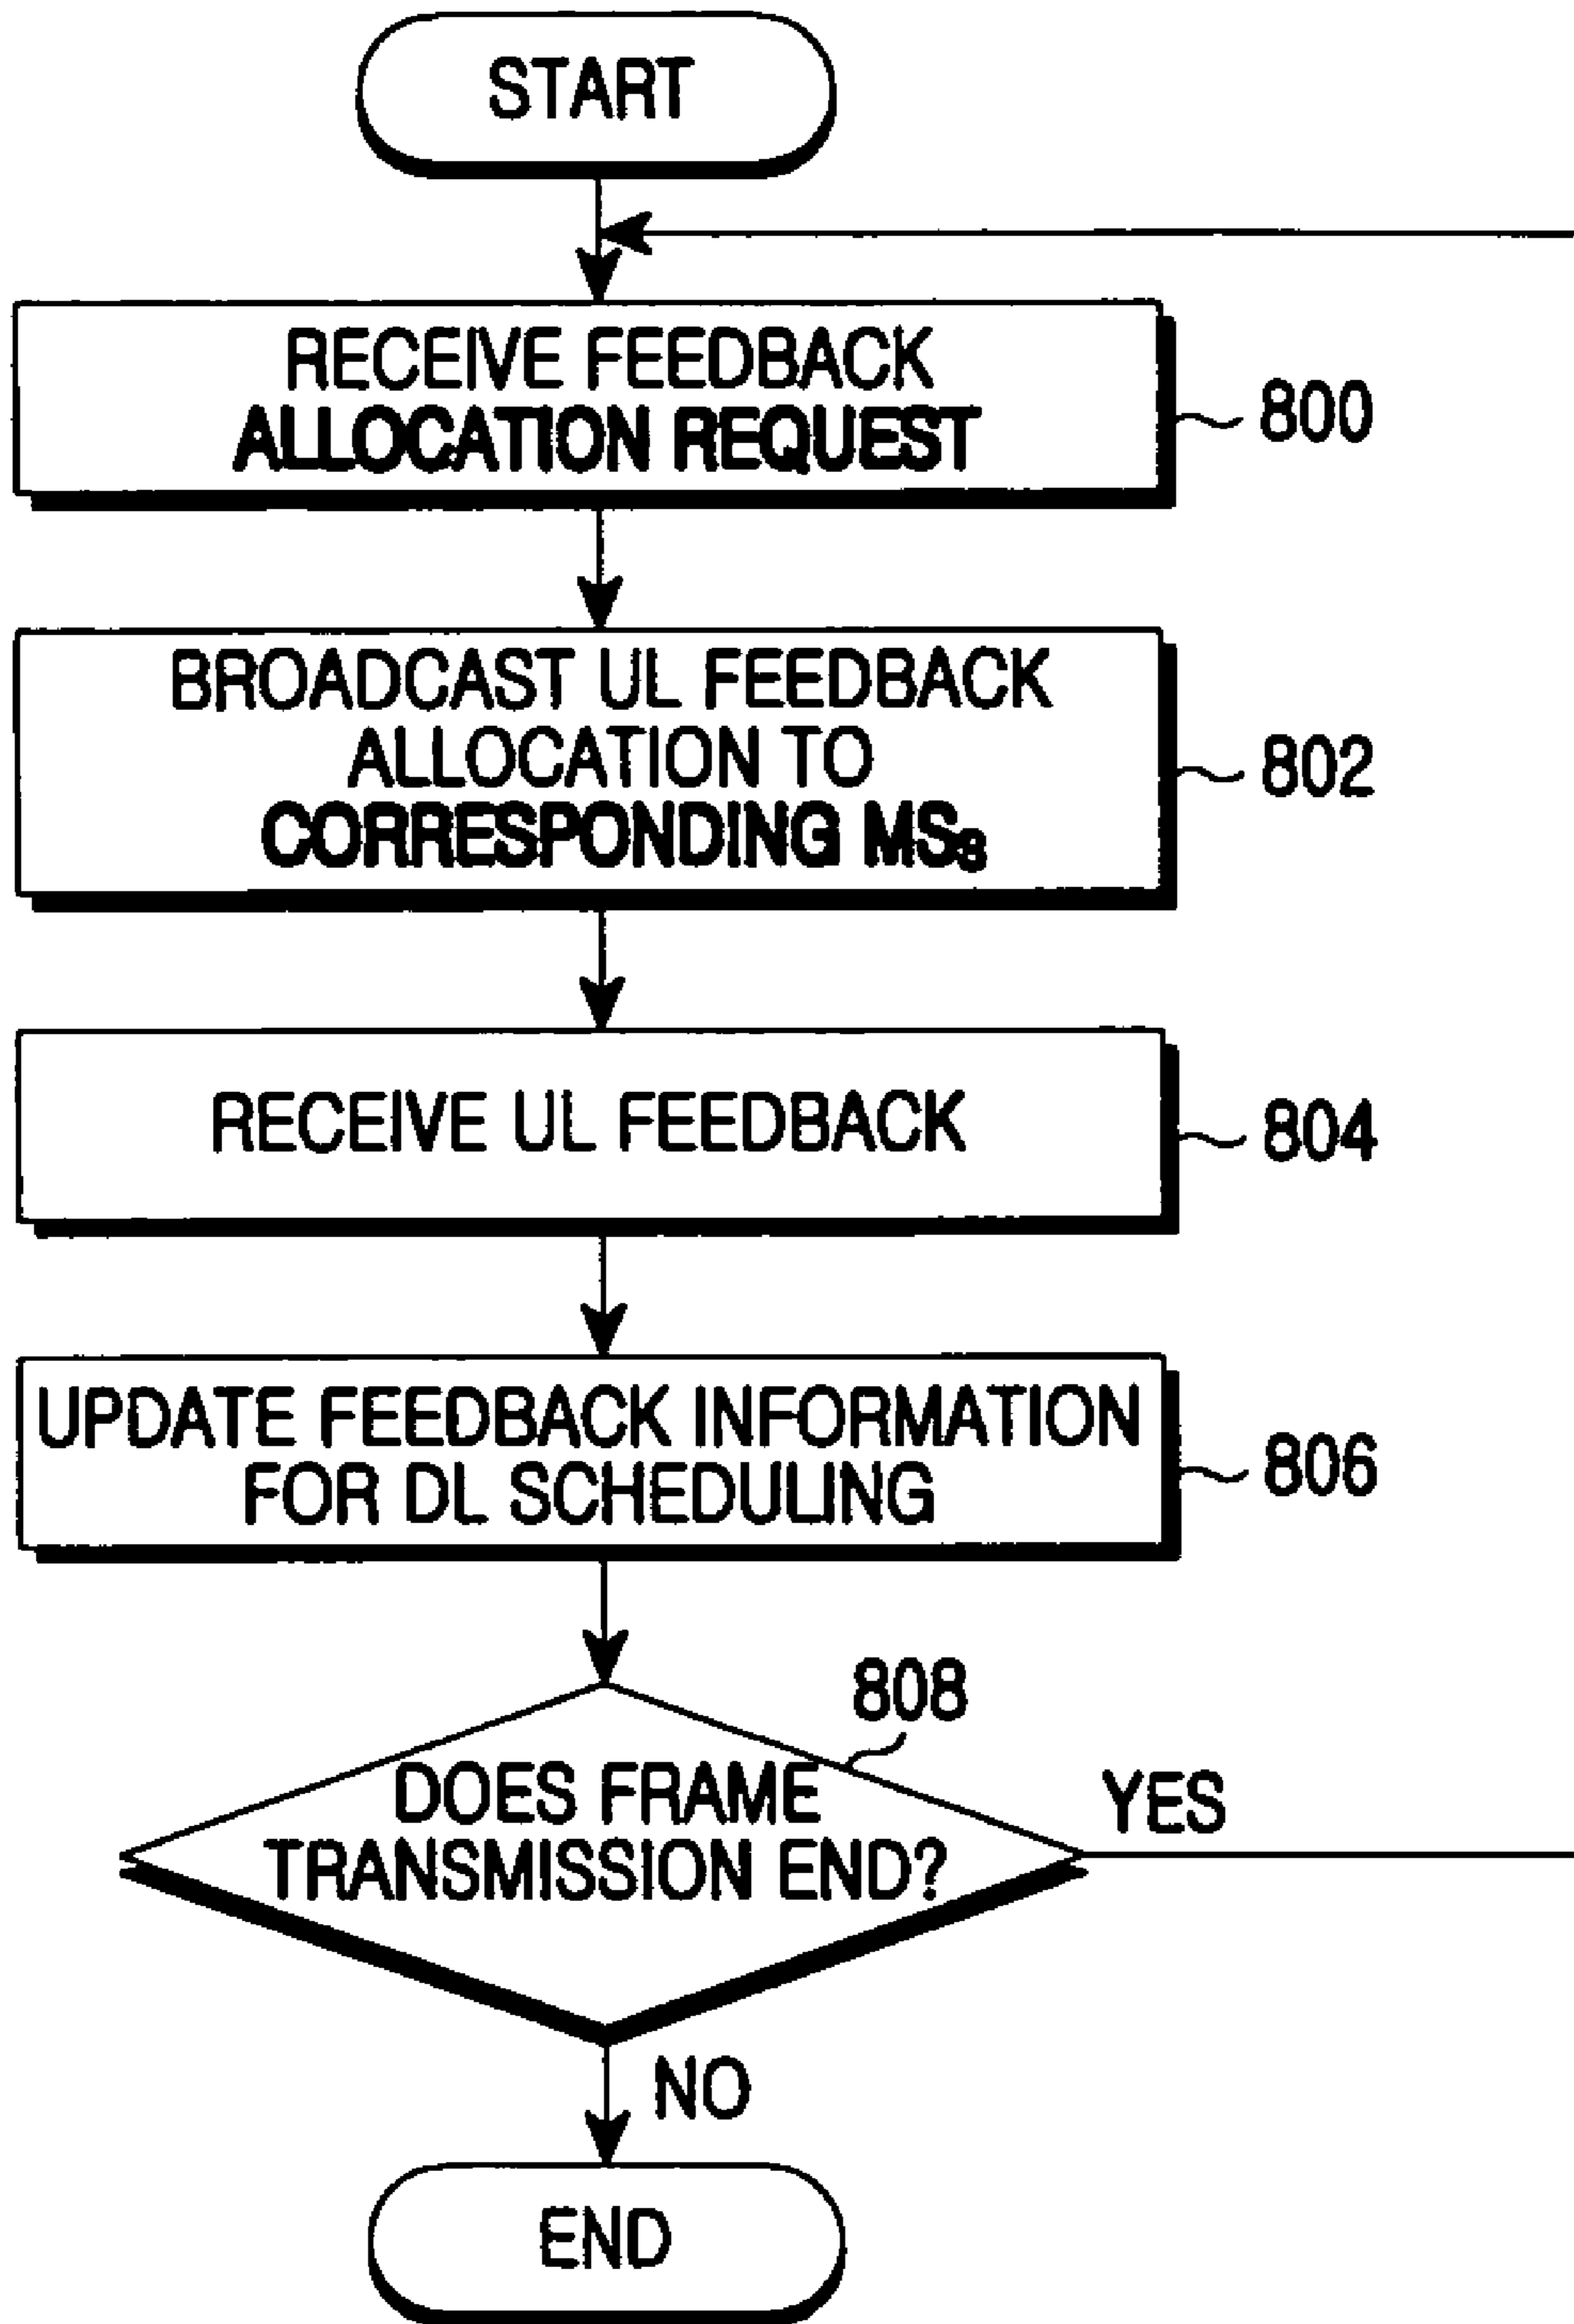 START
RECEIVE FEEDBACK
ALLOCATION REQUEST
800
BROADCAST UL FEEDBACK
ALLOCATION TO
CORRESPONDING MSs
802
RECEIVE UL FEEDBACK
804
UPDATE FEEDBACK INFORMATION
FOR DL SCHEDULING
806
808
DOES FRAME
TRANSMISSION END?
YES
NO
END